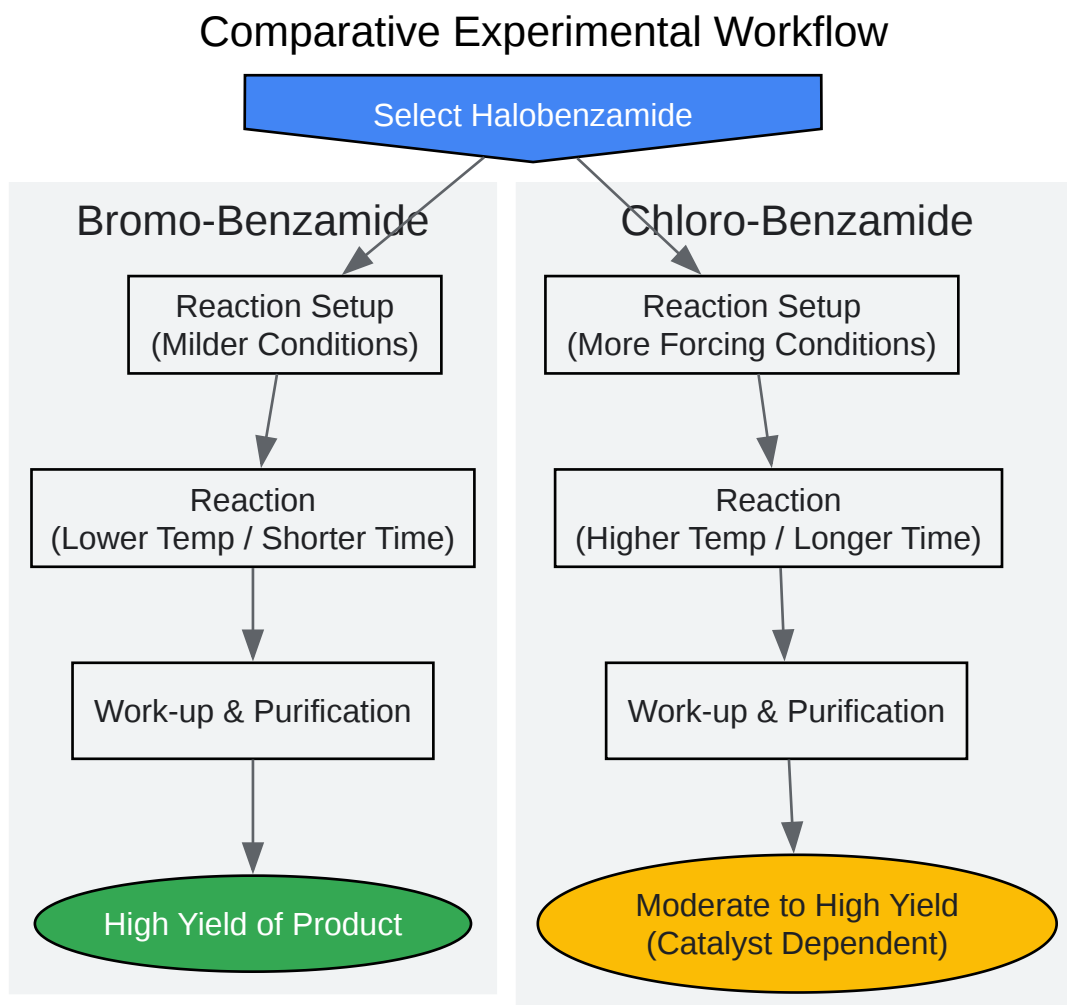 Comparative Experimental Workflow
Select Halobenzamide
Bromo-Benzamide
Reaction Setup
(Milder Conditions)
Reaction
(Lower Temp / Shorter Time)
Work-up & Purification
High Yield of Product
Chloro-Benzamide
Reaction Setup
(More Forcing Conditions)
Reaction
(Higher Temp / Longer Time)
Work-up & Purification
Moderate to High Yield
(Catalyst Dependent)